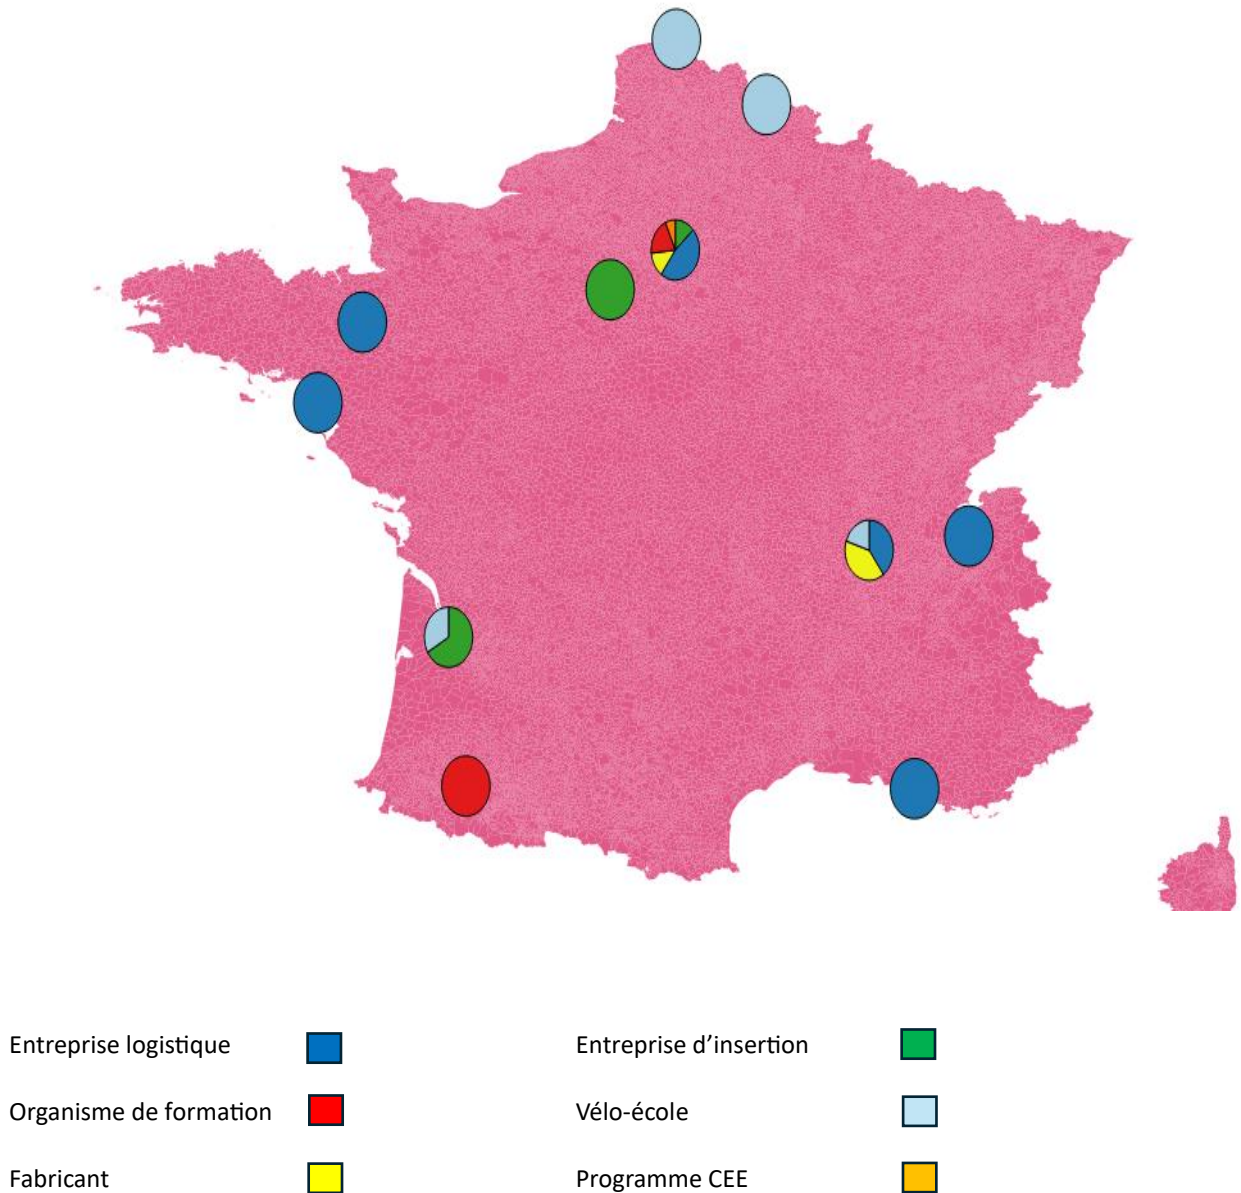 Entreprise logistique
Entreprise d’insertion
Organisme de formation
Vélo-école
Fabricant
Programme CEE